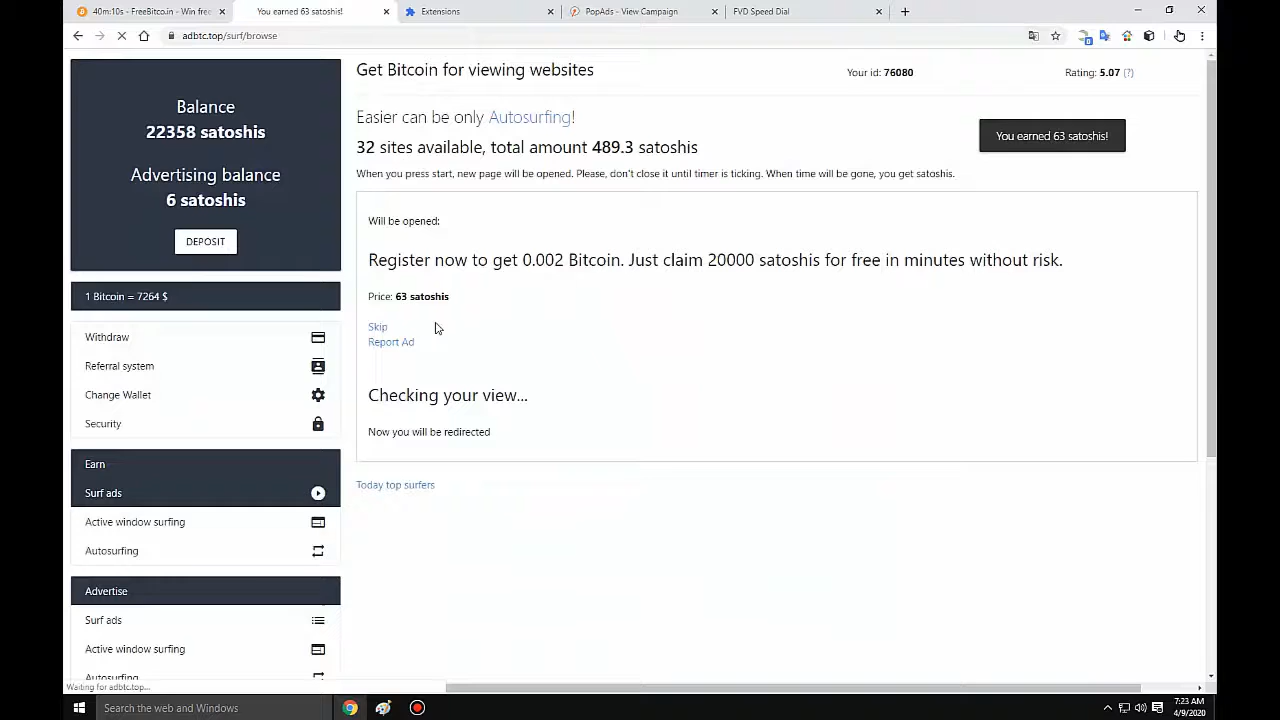 40m:10s - FreeBitco.in - Win free
You earned 63 satoshis!
Extensions
PopAds - View Campaign
FVD Speed Dial
adbtc.top/surf/browse
Balance
22358 satoshis
Advertising balance
6 satoshis
DEPOSIT
1 Bitcoin = 7264 $
Withdraw
Referral system
Change Wallet
Security
Earn
Surf ads
Active window surfing
Autosurfing
Advertise
Surf ads
Active window surfing
Autosurfing
Get Bitcoin for viewing websites
Your id: 76080
Rating: 5.07 (?)
Easier can be only Autosurfing!
You earned 63 satoshis!
32 sites available, total amount 489.3 satoshis
When you press start, new page will be opened. Please, don't close it until timer is ticking. When time will be gone, you get satoshis.
Will be opened:
Register now to get 0.002 Bitcoin. Just claim 20000 satoshis for free in minutes without risk.
Price: 63 satoshis
Skip
Report Ad
Checking your view...
Now you will be redirected
Today top surfers
Waiting for adbtc.top...
Search the web and Windows
7:23 AM
4/9/2020